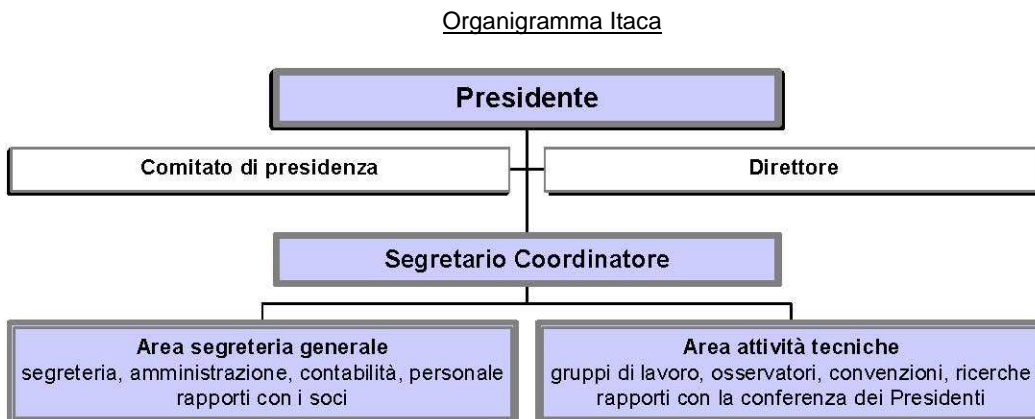 Organigramma Itaca
Presidente
Comitato di presidenza
Direttore
Segretario Coordinatore
Area segreteria generale
segreteria, amministrazione, contabilità, personale
rapporti con i soci
Area attività tecniche
gruppi di lavoro, osservatori, convenzioni, ricerche
rapporti con la conferenza dei Presidenti